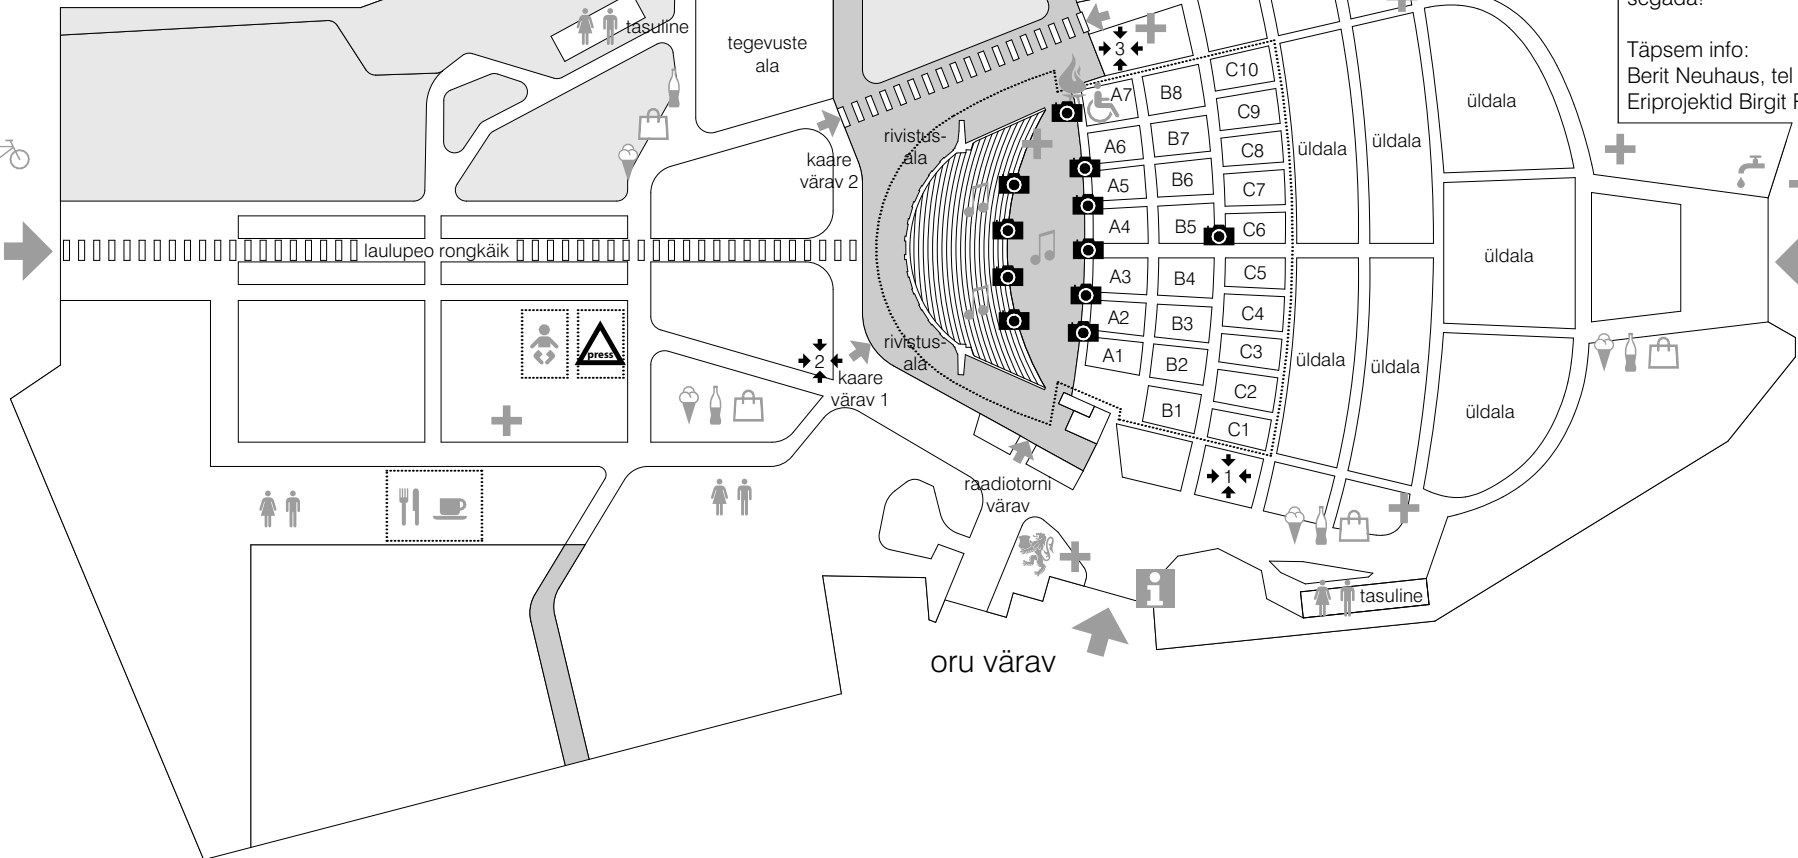 segada!
Täpsem info:
Berit Neuhaus, tel
Eriprojektid Birgit
tasuline
tegevuste
ala
3
C10
A7
B8
C9
üldala
rivistus-
ala
A6
B7
C8
üldala
üldala
kaare
värav 2
A5
B6
C7
A4
B5
C6
laulupeo rongkäik
üldala
A3
B4
C5
A2
B3
C4
press
rivistus-
ala
A1
B2
C3
üldala
üldala
2
kaare
värav 1
C2
B1
üldala
C1
1
raadiotorni
värav
i
tasuline
oru värav